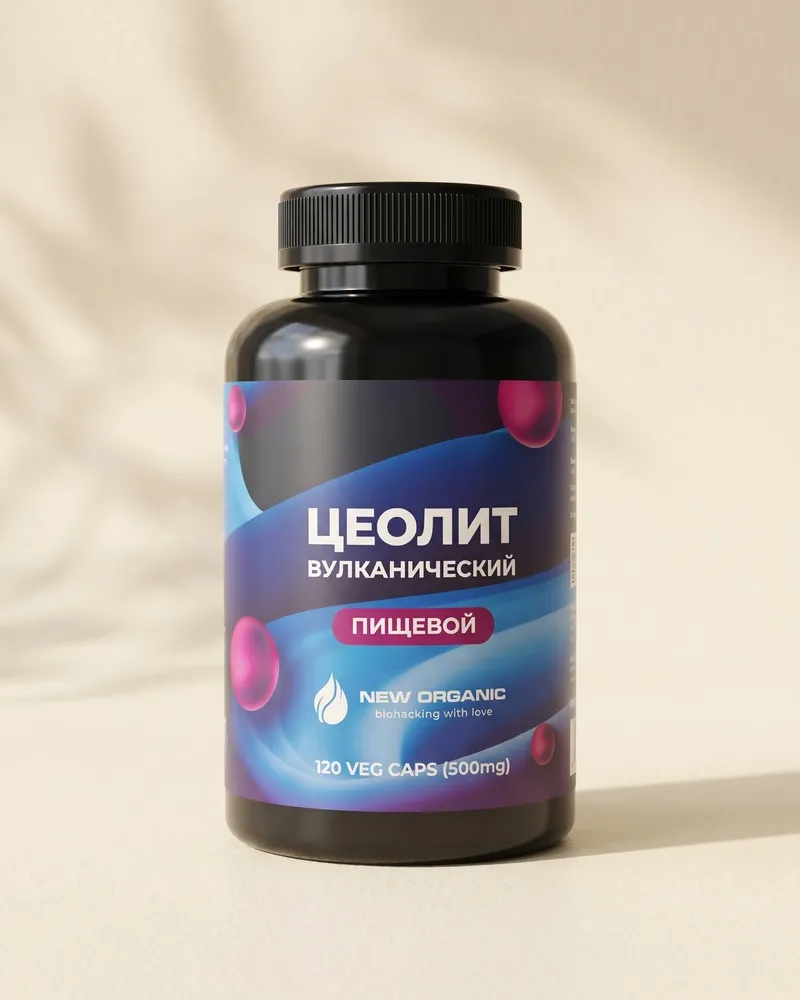 ЦЕОЛИТ
ВУЛКАНИЧЕСКИЙ
ПИЩЕВОЙ
NEW ORGANIC
biohacking with love
120 VEG CAPS (500mg)